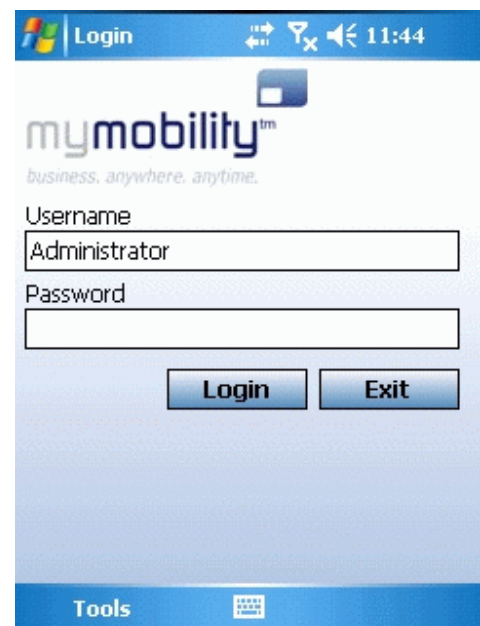 Login 11:44
mymobility™
business. anywhere. anytime.
Username
Administrator
Password
Login Exit
Tools